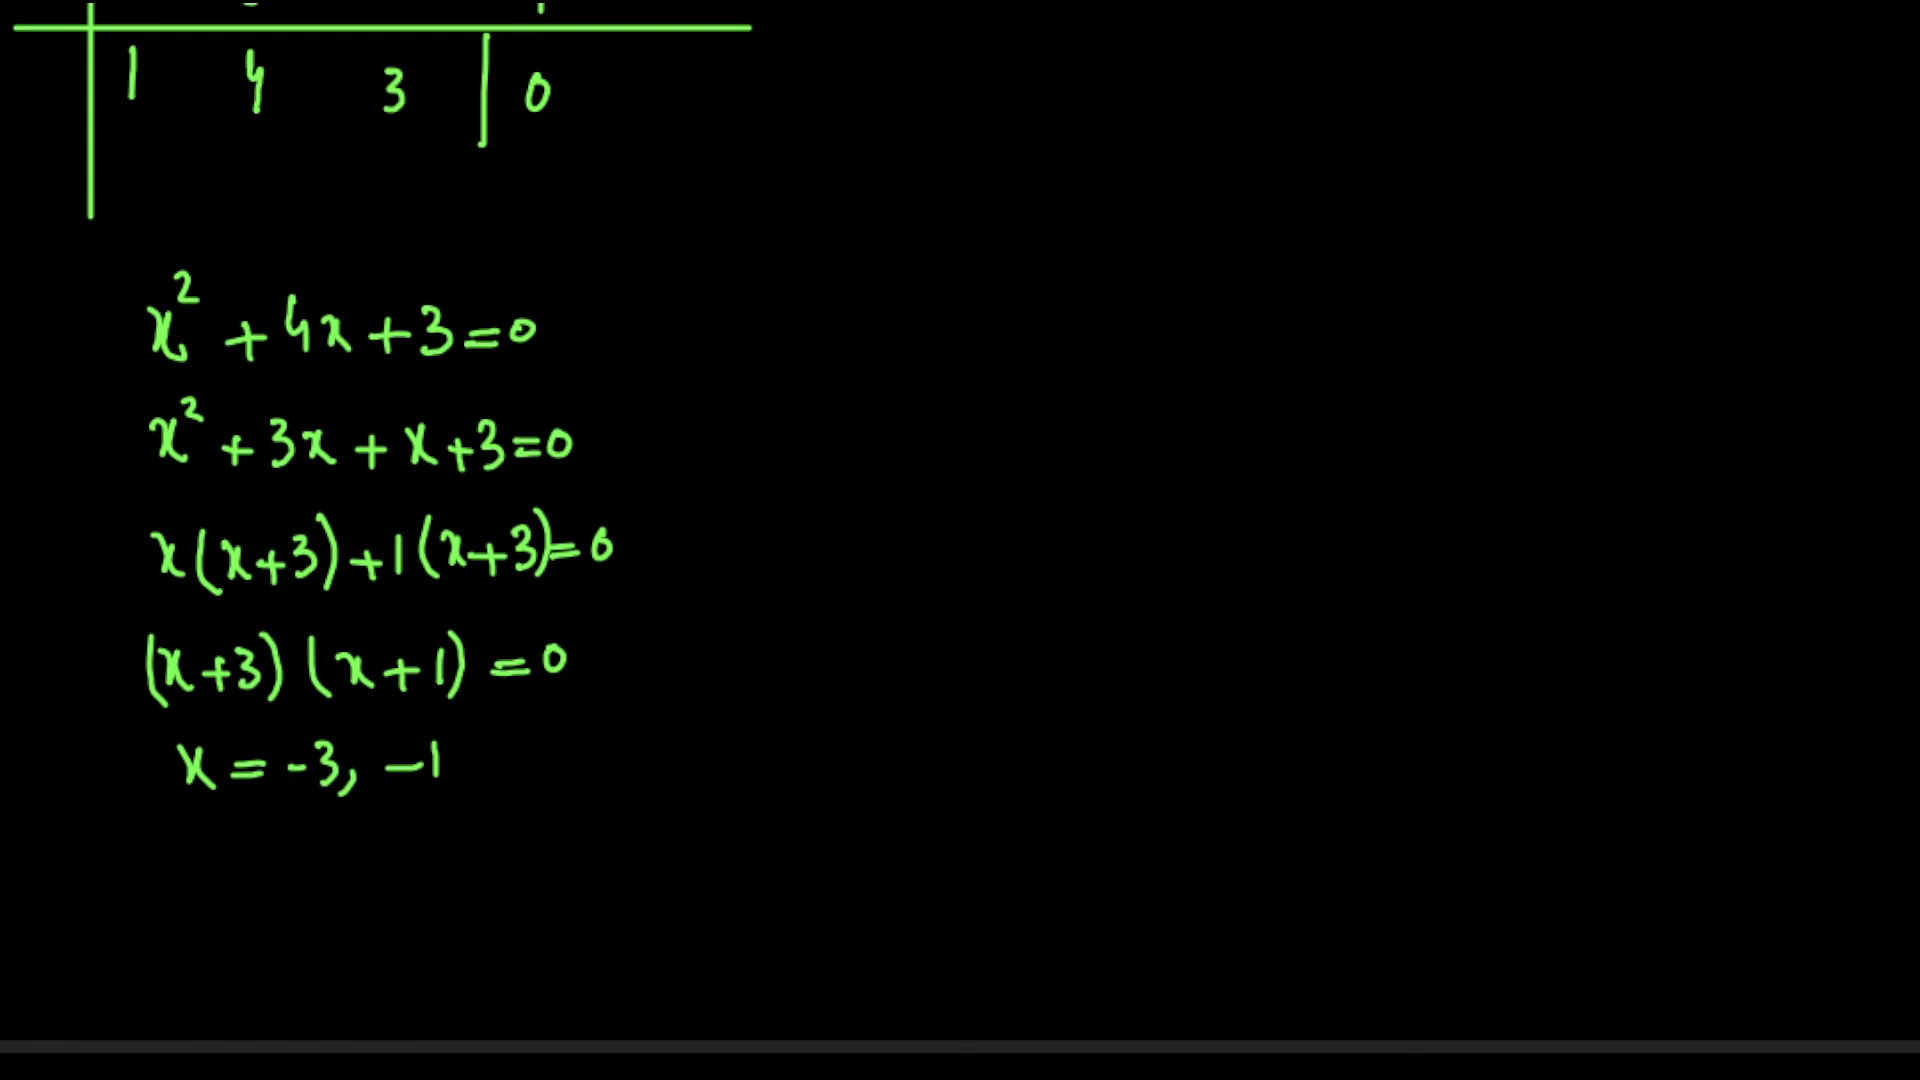 1 4 3 | 0
x² + 4x + 3 = 0
x² + 3x + x + 3 = 0
x(x+3) + 1(x+3) = 0
(x+3) (x+1) = 0
x = -3, -1